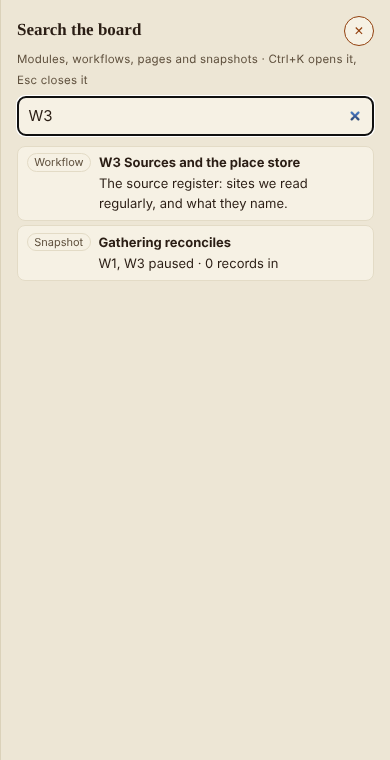 Search the board
×
Modules, workflows, pages and snapshots · Ctrl+K opens it,
Esc closes it
W3
×
Workflow W3 Sources and the place store
The source register: sites we read
regularly, and what they name.
Snapshot Gathering reconciles
W1, W3 paused · 0 records in